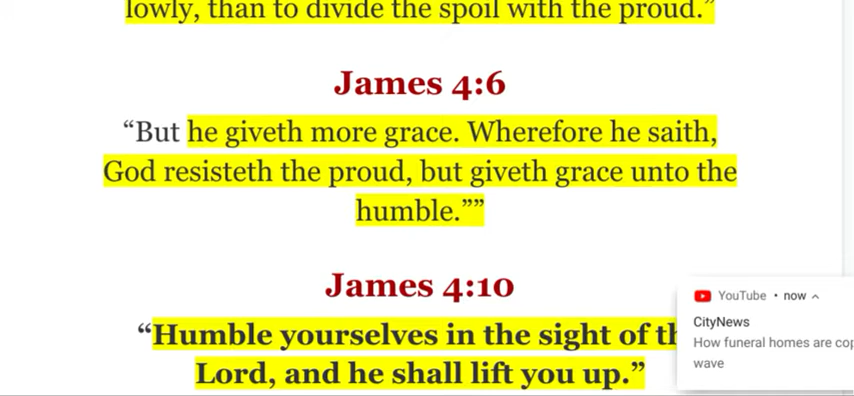 lowly, than to divide the spoil with the proud.”
James 4:6
“But he giveth more grace. Wherefore he saith,
God resisteth the proud, but giveth grace unto the
humble.””
James 4:10
“Humble yourselves in the sight of
Lord, and he shall lift you up.”
YouTube • now
CityNews
How funeral homes are
wave